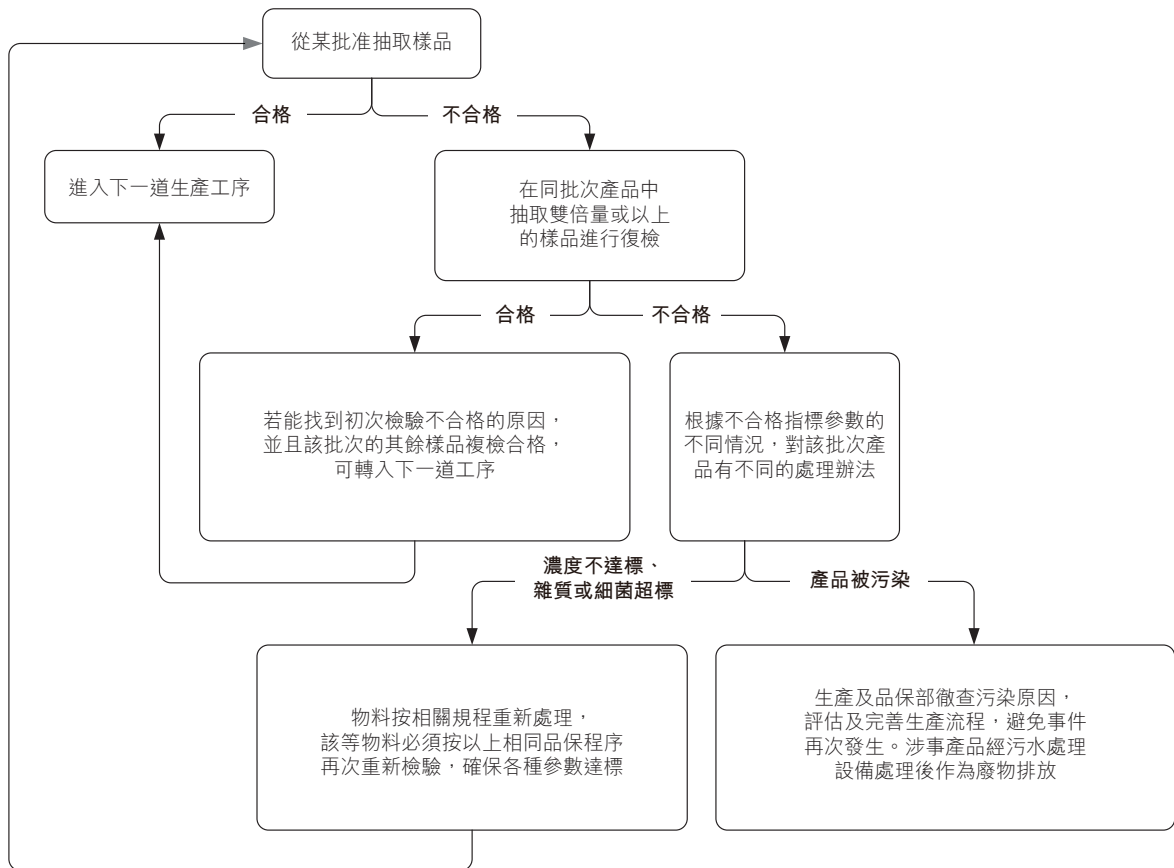 從某批准抽取樣品
合格
不合格
進入下一道生產工序
在同批次產品中
抽取雙倍量或以上
的樣品進行復檢
合格
不合格
若能找到初次檢驗不合格的原因，
並且該批次的其餘樣品複檢合格，
可轉入下一道工序
根據不合格指標參數的
不同情況，對該批次產
品有不同的處理辦法
濃度不達標、
雜質或細菌超標
產品被污染
物料按相關規程重新處理，
該等物料必須按以上相同品保程序
再次重新檢驗，確保各種參數達標
生產及品保部徹查污染原因，
評估及完善生產流程，避免事件
再次發生。涉事產品經污水處理
設備處理後作為廢物排放